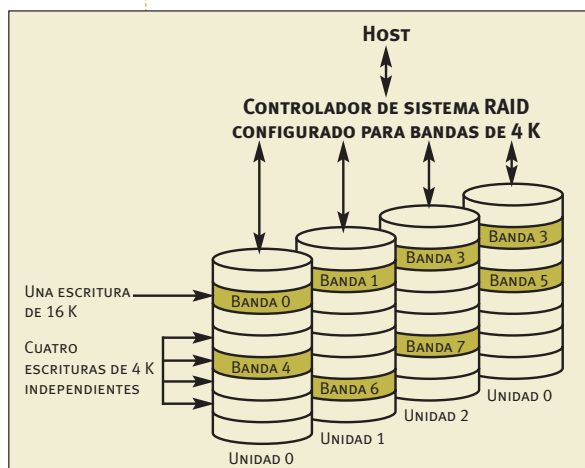 HOST
CONTROLADOR DE SISTEMA RAID
CONFIGURADO PARA BANDAS DE 4 K
UNA ESCRITURA
DE 16 K
CUATRO
ESCRITURAS DE 4 K
INDEPENDIENTES
BANDA 0
BANDA 4
UNIDAD 0
BANDA 1
BANDA 6
UNIDAD 1
BANDA 3
BANDA 7
UNIDAD 2
BANDA 3
BANDA 5
UNIDAD 0